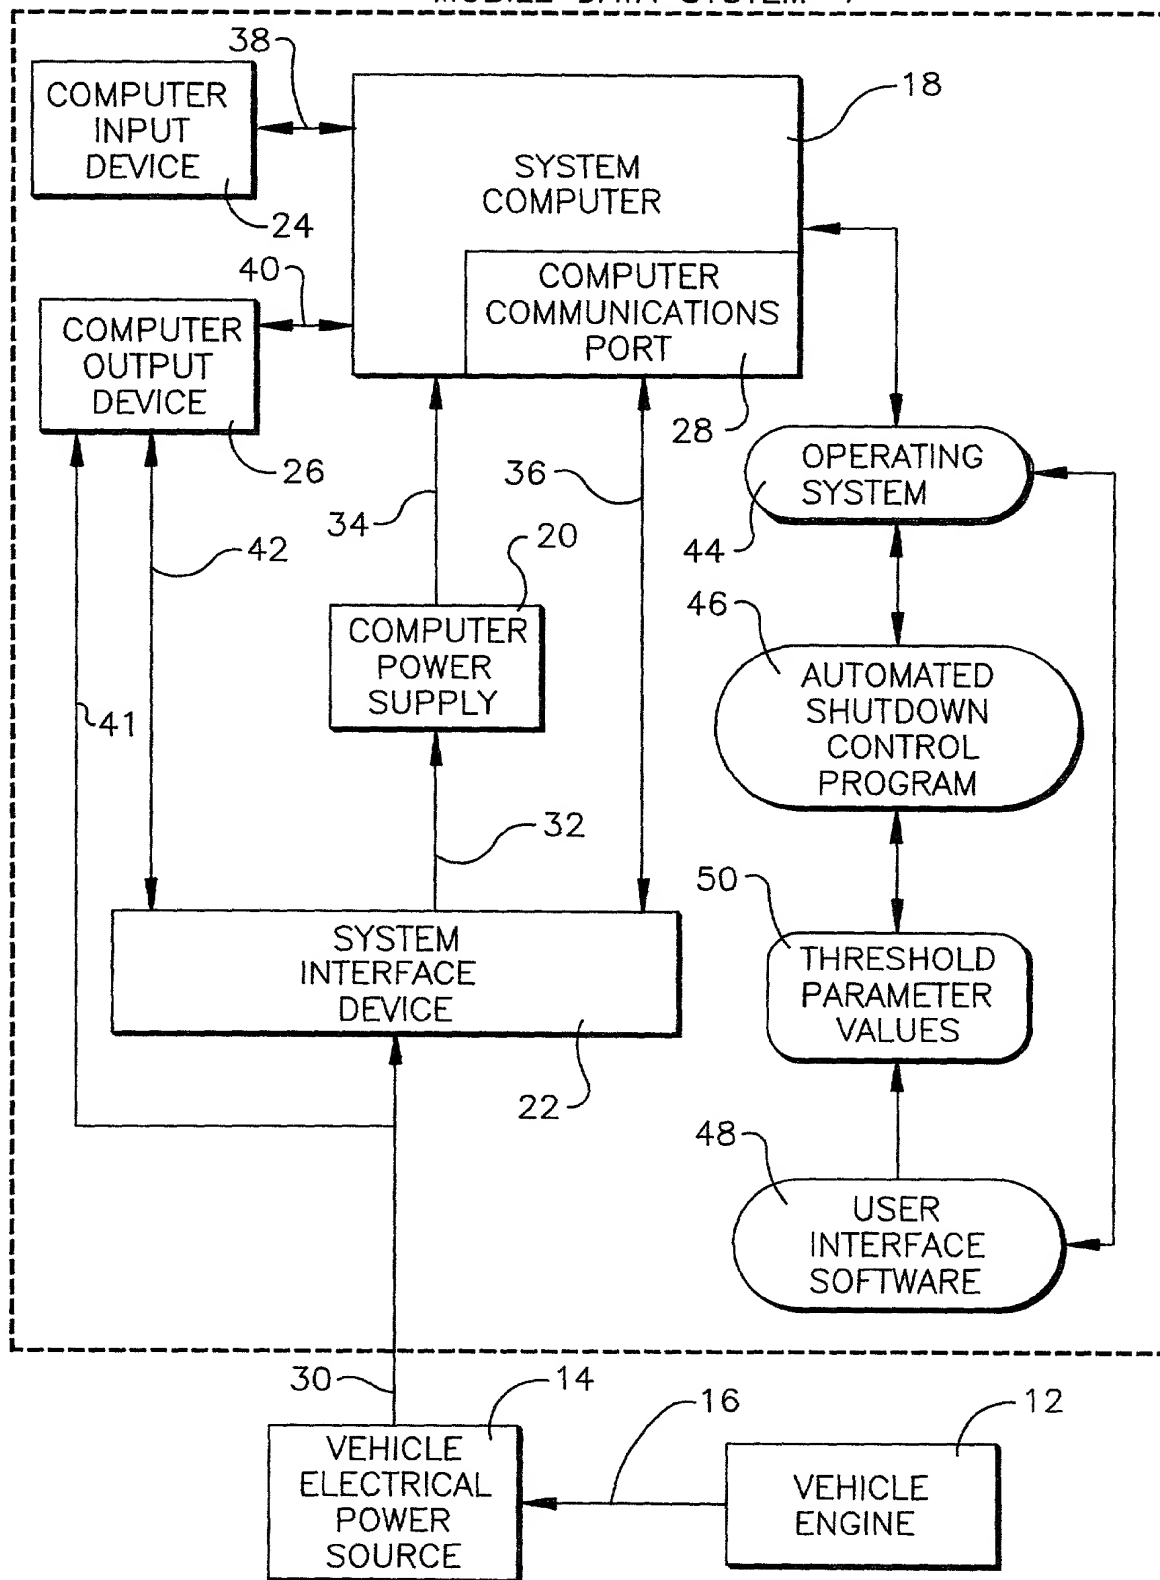 MOBILE DATA SYSTEM
38
COMPUTER
INPUT
DEVICE
24
18
SYSTEM
COMPUTER
COMPUTER
COMMUNICATIONS
PORT
28
40
COMPUTER
OUTPUT
DEVICE
26
34
36
OPERATING
SYSTEM
44
42
20
COMPUTER
POWER
SUPPLY
46
AUTOMATED
SHUTDOWN
CONTROL
PROGRAM
41
32
50
THRESHOLD
PARAMETER
VALUES
SYSTEM
INTERFACE
DEVICE
22
48
USER
INTERFACE
SOFTWARE
30
14
16
12
VEHICLE
ELECTRICAL
POWER
SOURCE
VEHICLE
ENGINE